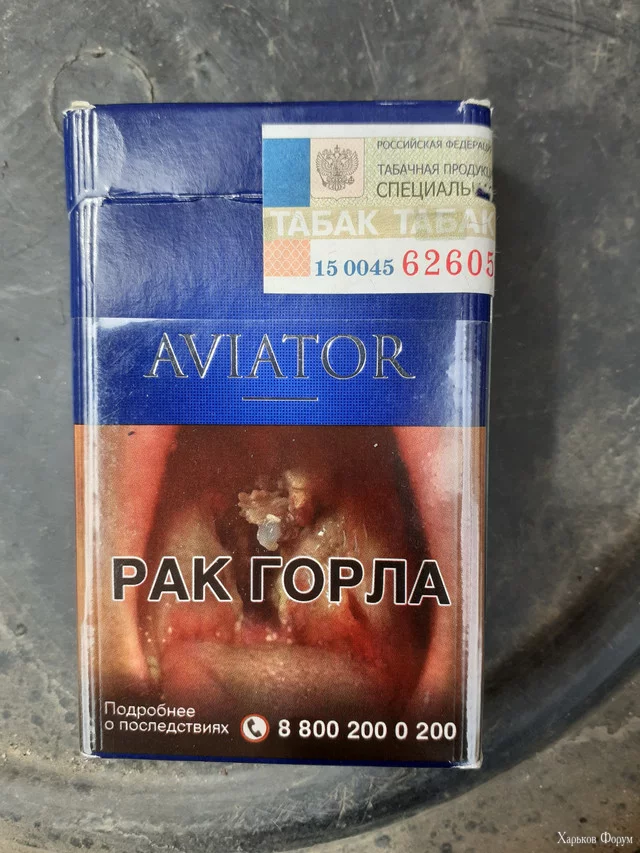 РОССИЙСКАЯ ФЕДЕРАЦ
ТАБАЧНАЯ ПРОДУКЦ
СПЕЦИАЛЬН
ТАБАК ТАБАК
15 0045 62605
AVIATOR
РАК ГОРЛА
Подробнее
о последствиях 8 800 200 0 200
Харьков Форум